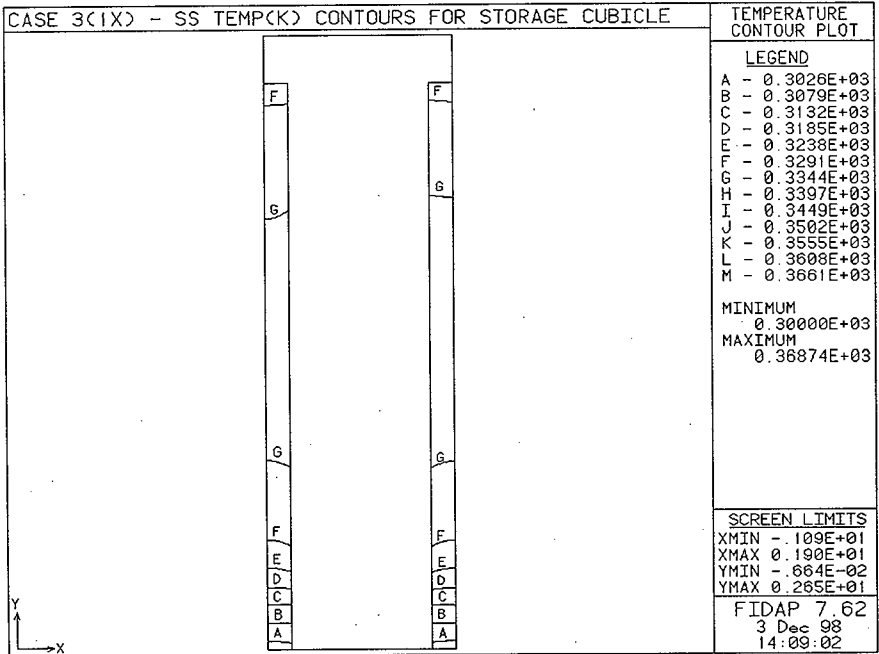 CASE 3(1X) - SS TEMP(K) CONTOURS FOR STORAGE CUBICLE
TEMPERATURE
CONTOUR PLOT
LEGEND
A - 0.3026E+03
B - 0.3079E+03
C - 0.3132E+03
D - 0.3185E+03
E - 0.3238E+03
F - 0.3291E+03
G - 0.3344E+03
H - 0.3397E+03
I - 0.3449E+03
J - 0.3502E+03
K - 0.3555E+03
L - 0.3608E+03
M - 0.3661E+03
MINIMUM
0.30000E+03
MAXIMUM
0.36874E+03
SCREEN LIMITS
XMIN -.109E+01
XMAX 0.190E+01
YMIN -.664E-02
YMAX 0.265E+01
FIDAP 7.62
3 Dec 98
14:09:02
F F
G
G
G G
F F
E E
D D
C C
B B
A A
Y
X